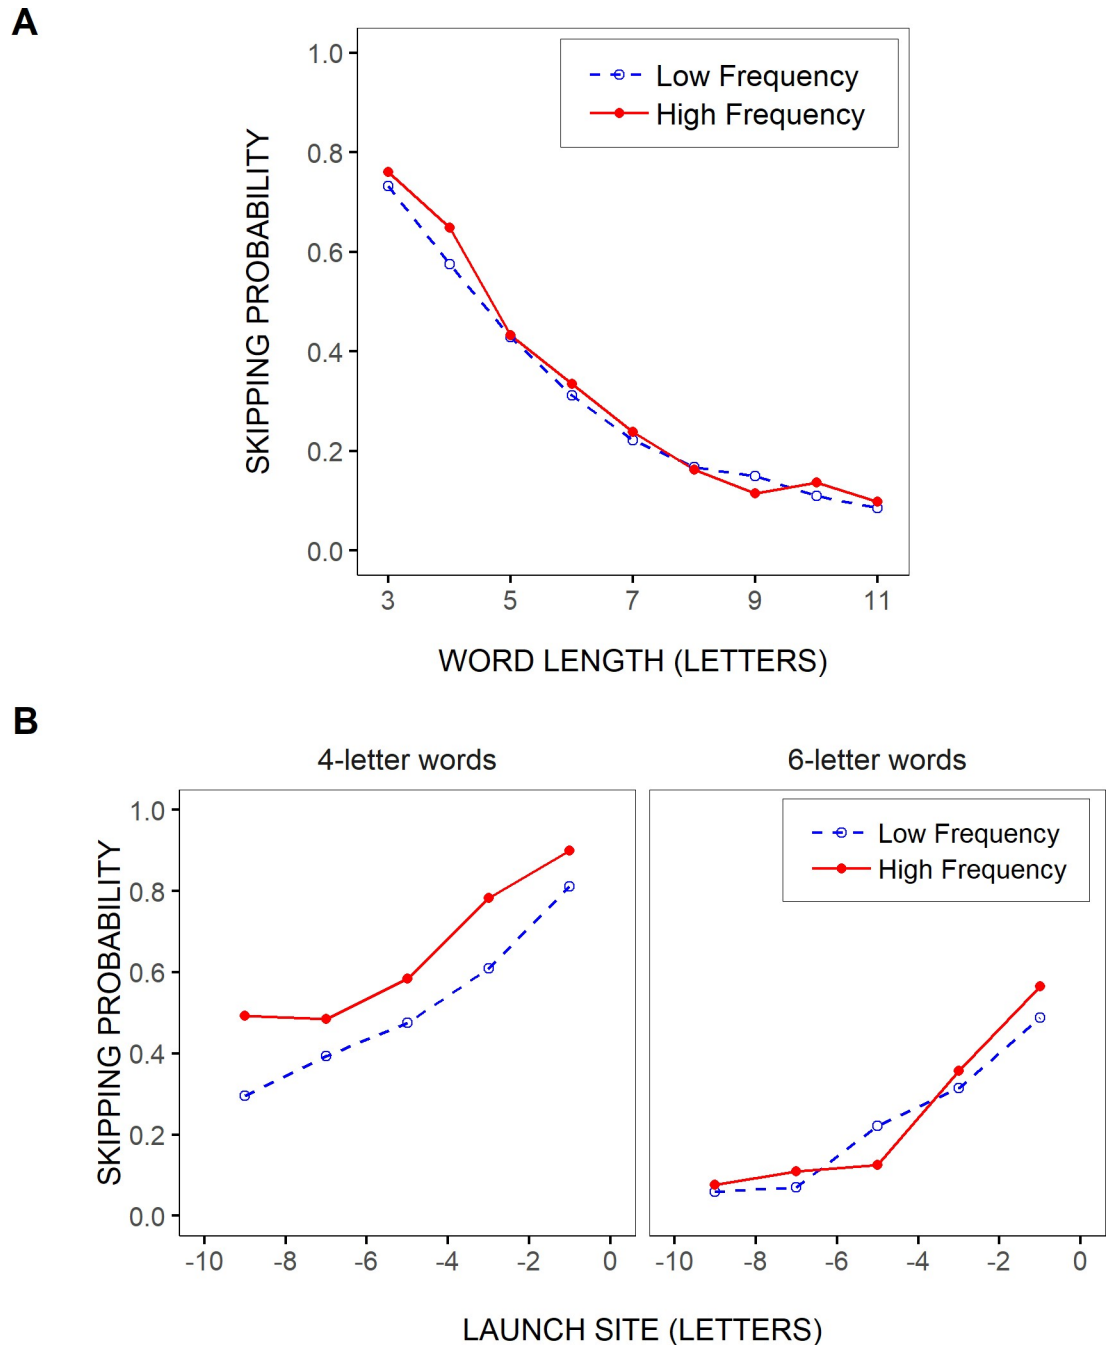 A
SKIPPING PROBABILITY
1.0
0.8
0.6
0.4
0.2
0.0
Low Frequency
High Frequency
3 5 7 9 11
WORD LENGTH (LETTERS)
B
4-letter words
6-letter words
SKIPPING PROBABILITY
1.0
0.8
0.6
0.4
0.2
0.0
Low Frequency
High Frequency
-10 -8 -6 -4 -2 0
-10 -8 -6 -4 -2 0
LAUNCH SITE (LETTERS)